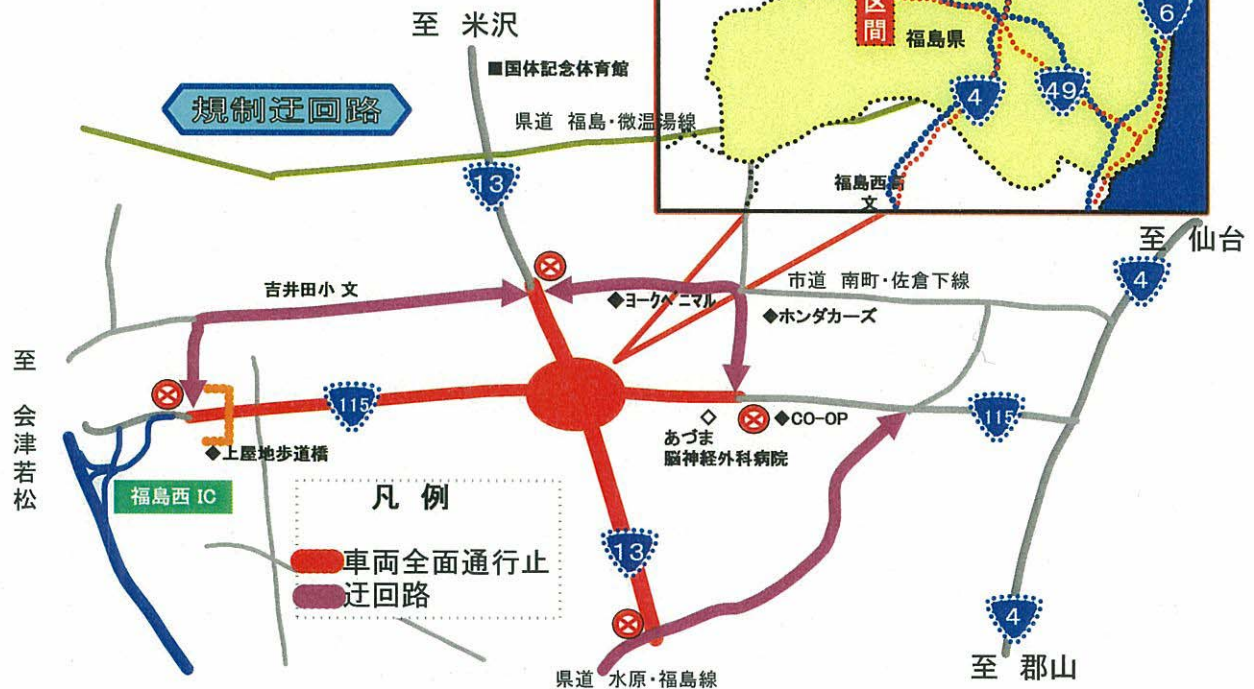 至 米沢
区間
福島県
6
■国体記念体育館
規制迂回路
県道 福島・微温湯線
4
49
13
福島西高
文
至 仙台
4
吉井田小 文
市道 南町・佐倉下線
◆ヨークベニマル
◆ホンダカーズ
至 会津若松
115
115
◆CO-OP
◇
あづま
脳神経外科病院
◆上屋地歩道橋
福島西 IC
凡 例
車両全面通行止
迂回路
13
4
県道 水原・福島線
至 郡山